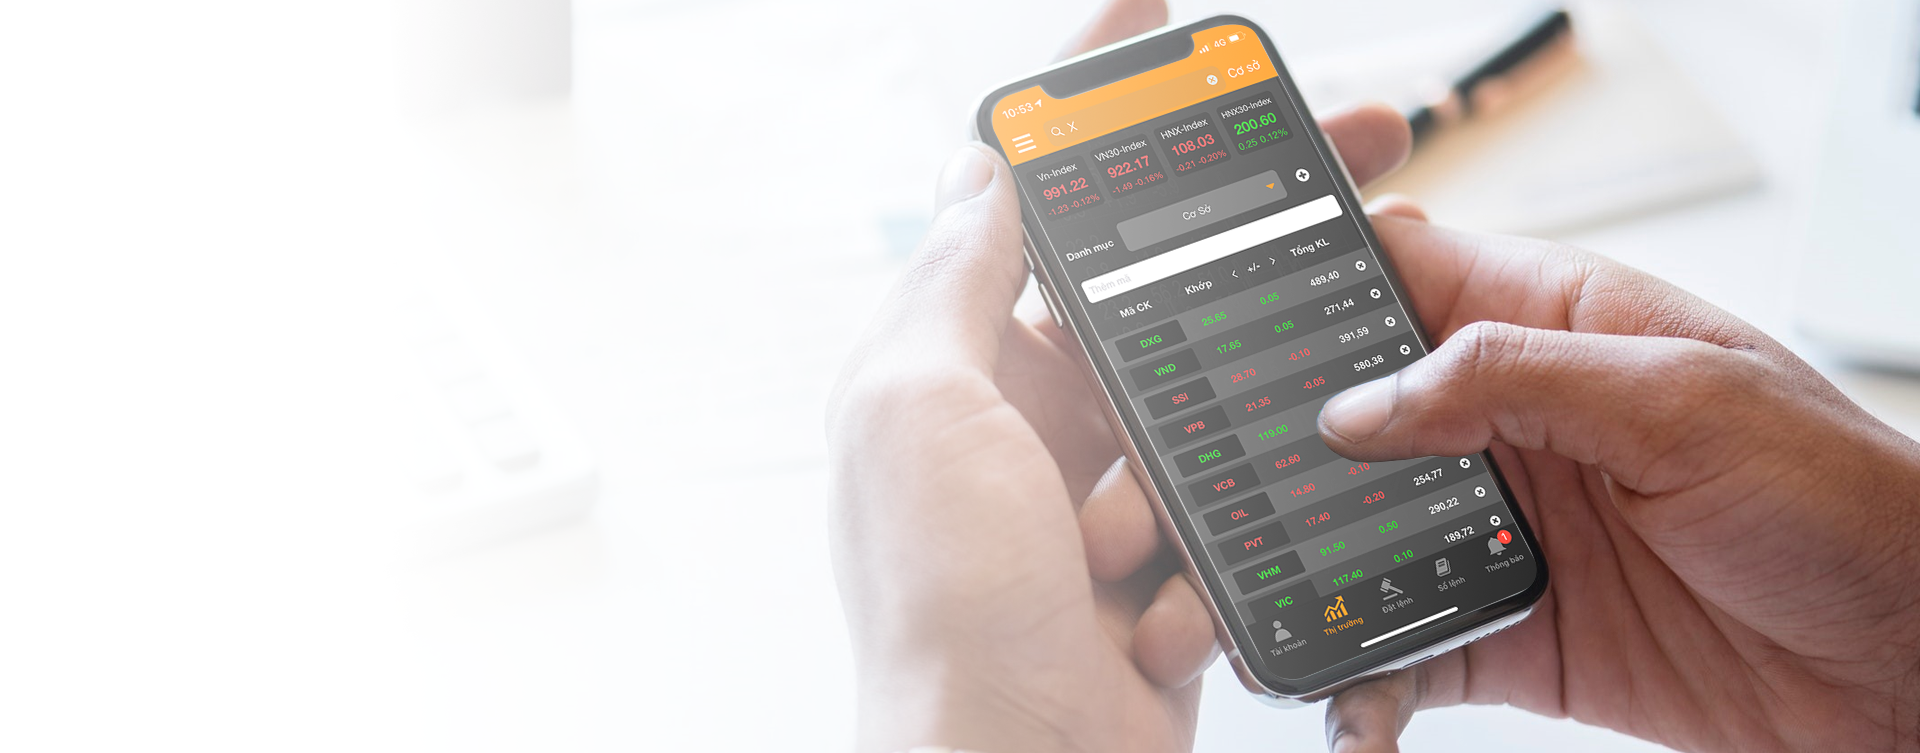 10:53 4G
X Cơ sở
Vn-Index VN30-Index HNX-Index HNX30-Index
991.22 922.17 108.03 200.60
-1.23 -0.12% -1.49 -0.16% -0.21 -0.20% 0.25 0.12%
Danh mục Cơ Sở
Thêm mã
Mã CK Khớp < +/- > Tổng KL
DXG 25.65 0.05 489,40
VND 17.65 0.05 271,44
SSI 28.70 -0.10 391,59
VPB 21.35 -0.05 580,38
DHG 119.00
VCB 62.60
OIL 14.80 -0.10
PVT 17.40 -0.20 254,77
VHM 91.50 0.50 290,22
VIC 117.40 0.10 189,72
Tài khoản Thị trường Đặt lệnh Sổ lệnh Thông báo
1